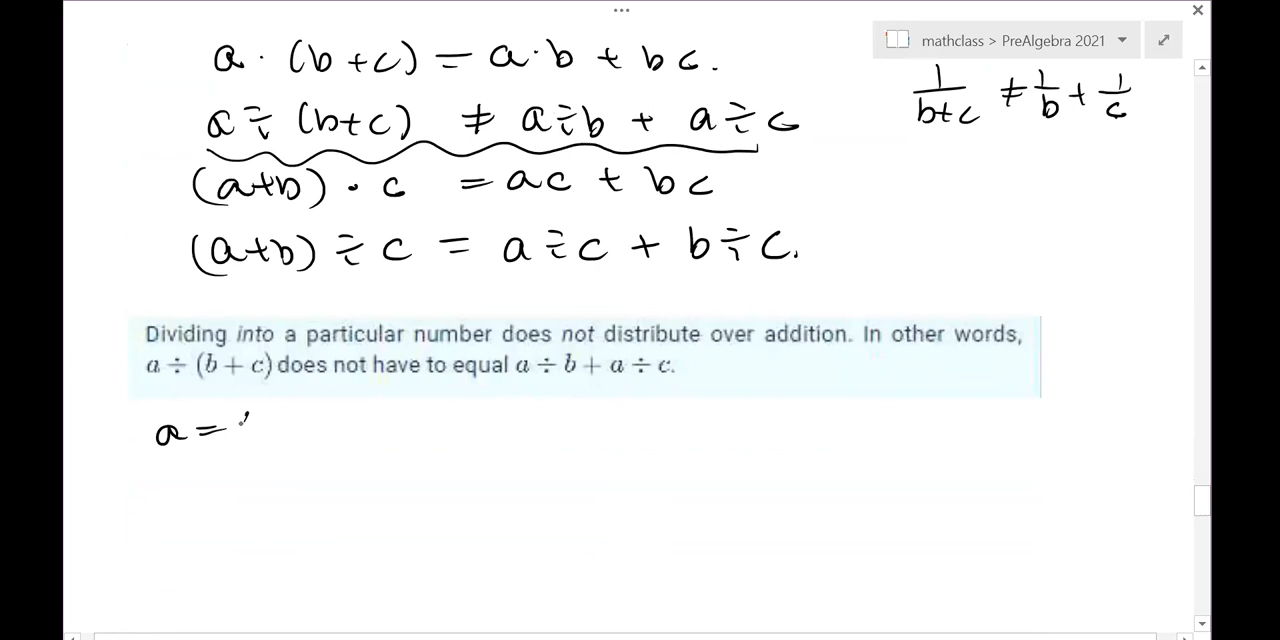 a · (b+c) = a·b + bc.
mathclass > PreAlgebra 2021
1/(b+c) ≠ 1/b + 1/c
a ÷ (b+c) ≠ a÷b + a÷c
(a+b) · c = ac + bc
(a+b) ÷ c = a÷c + b÷c.
Dividing into a particular number does not distribute over addition. In other words,
a ÷ (b + c) does not have to equal a ÷ b + a ÷ c.
a =